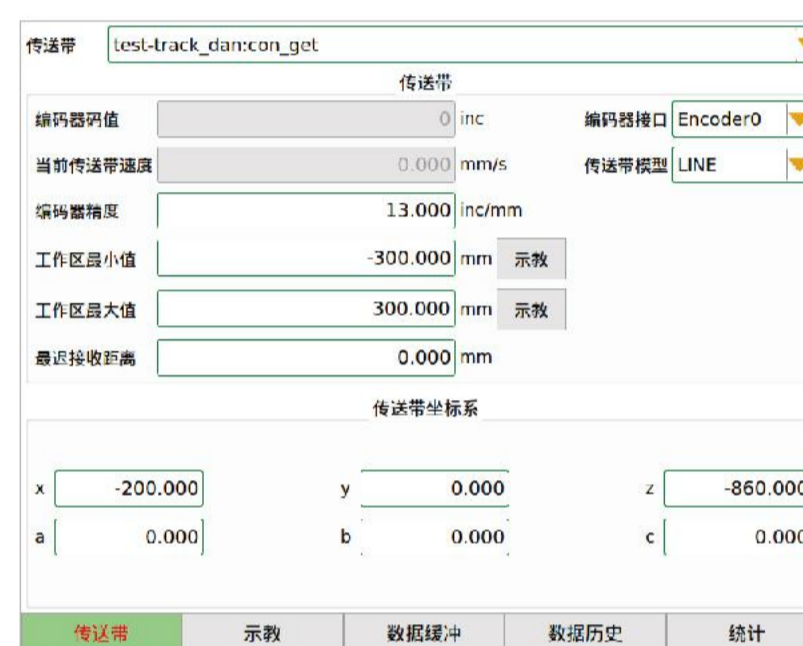 传送带 test-track_dan:con_get
传送带
编码器码值 0 inc 编码器接口 Encoder0
当前传送带速度 0.000 mm/s 传送带模型 LINE
编码器精度 13.000 inc/mm
工作区最小值 -300.000 mm 示教
工作区最大值 300.000 mm 示教
最迟接收距离 0.000 mm
传送带坐标系
x -200.000 y 0.000 z -860.000
a 0.000 b 0.000 c 0.000
传送带 示教 数据缓冲 数据历史 统计